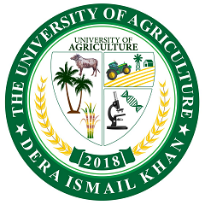 THE UNIVERSITY OF AGRICULTURE
UNIVERSITY OF
AGRICULTURE
2018
★ DERA ISMAIL KHAN ★